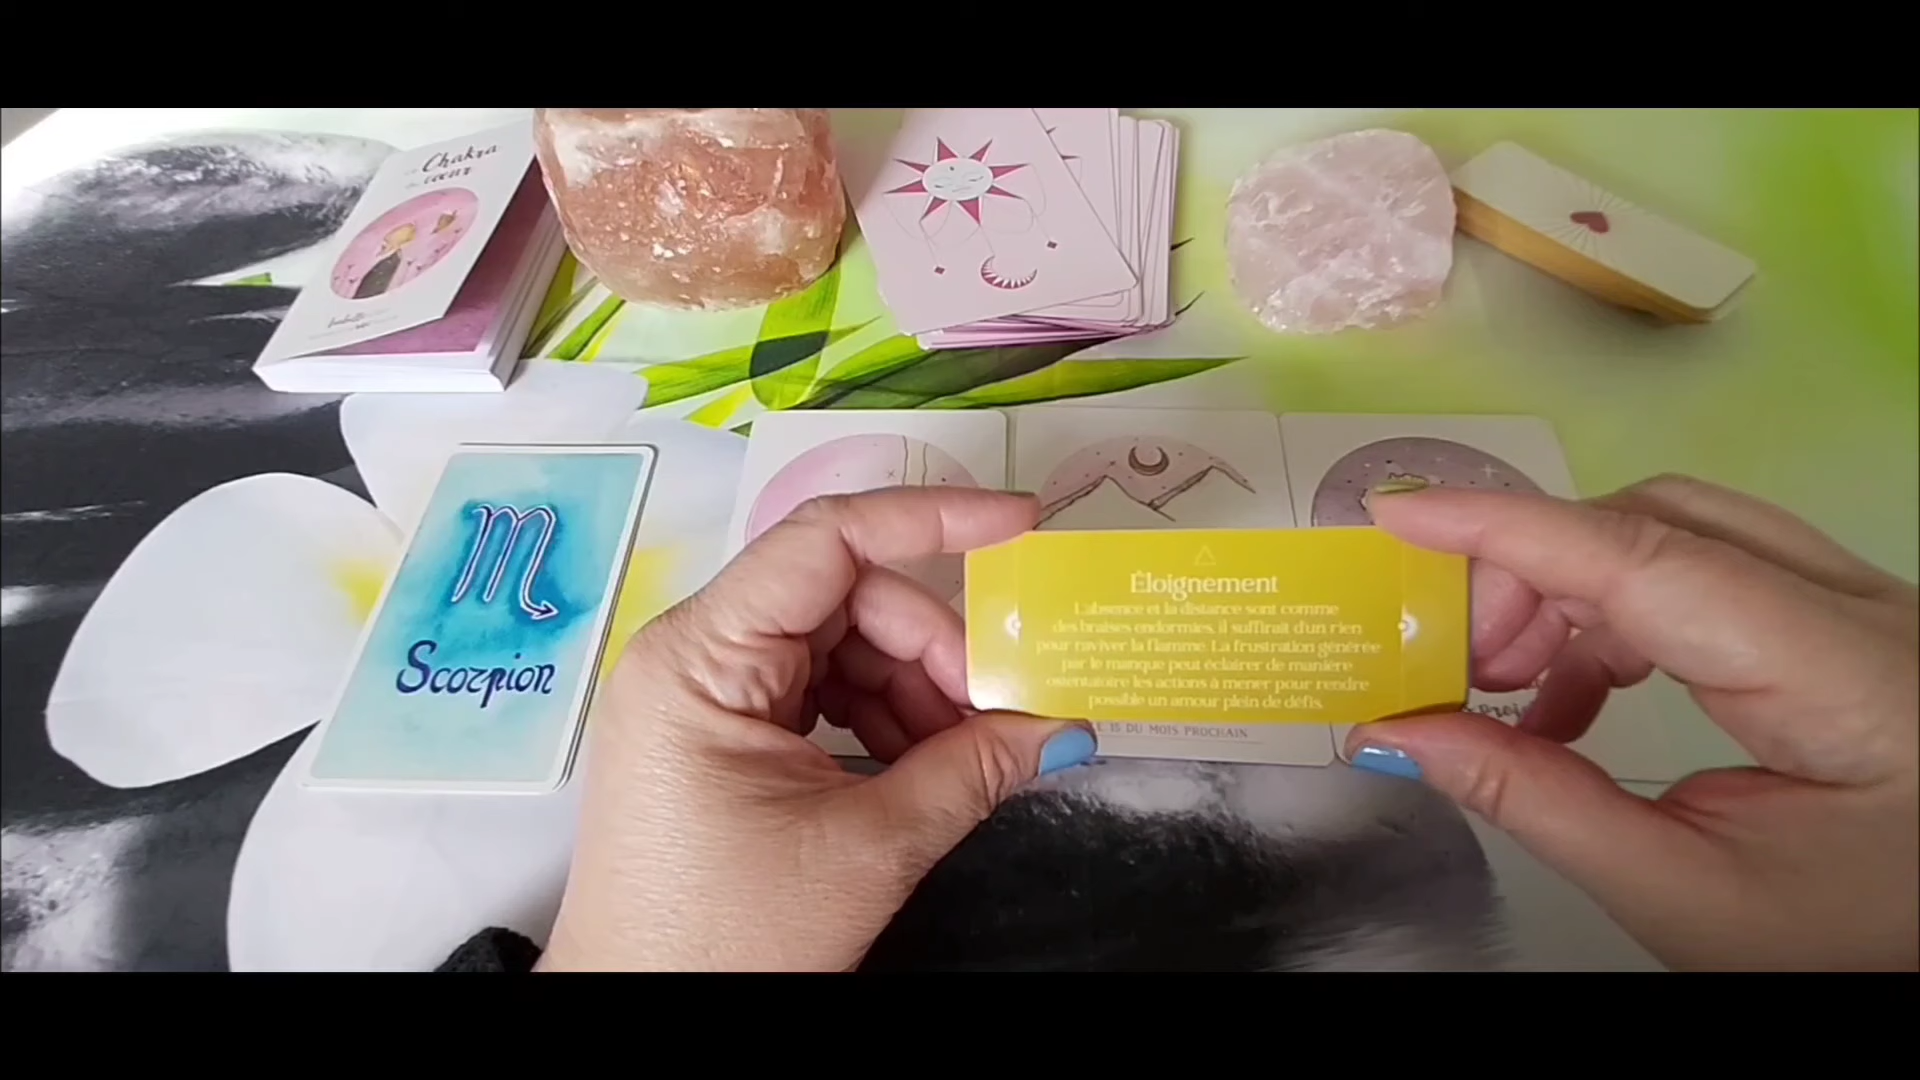 Chakra
cœur
Scorpion
Éloignement
L'absence et la distance sont comme
des braises endormies, il suffirait d'un rien
pour raviver la flamme. La frustration générée
par le manque peut éclairer de manière
ostentatoire les actions à mener pour rendre
possible un amour plein de défis.
LE 15 DU MOIS PROCHAIN